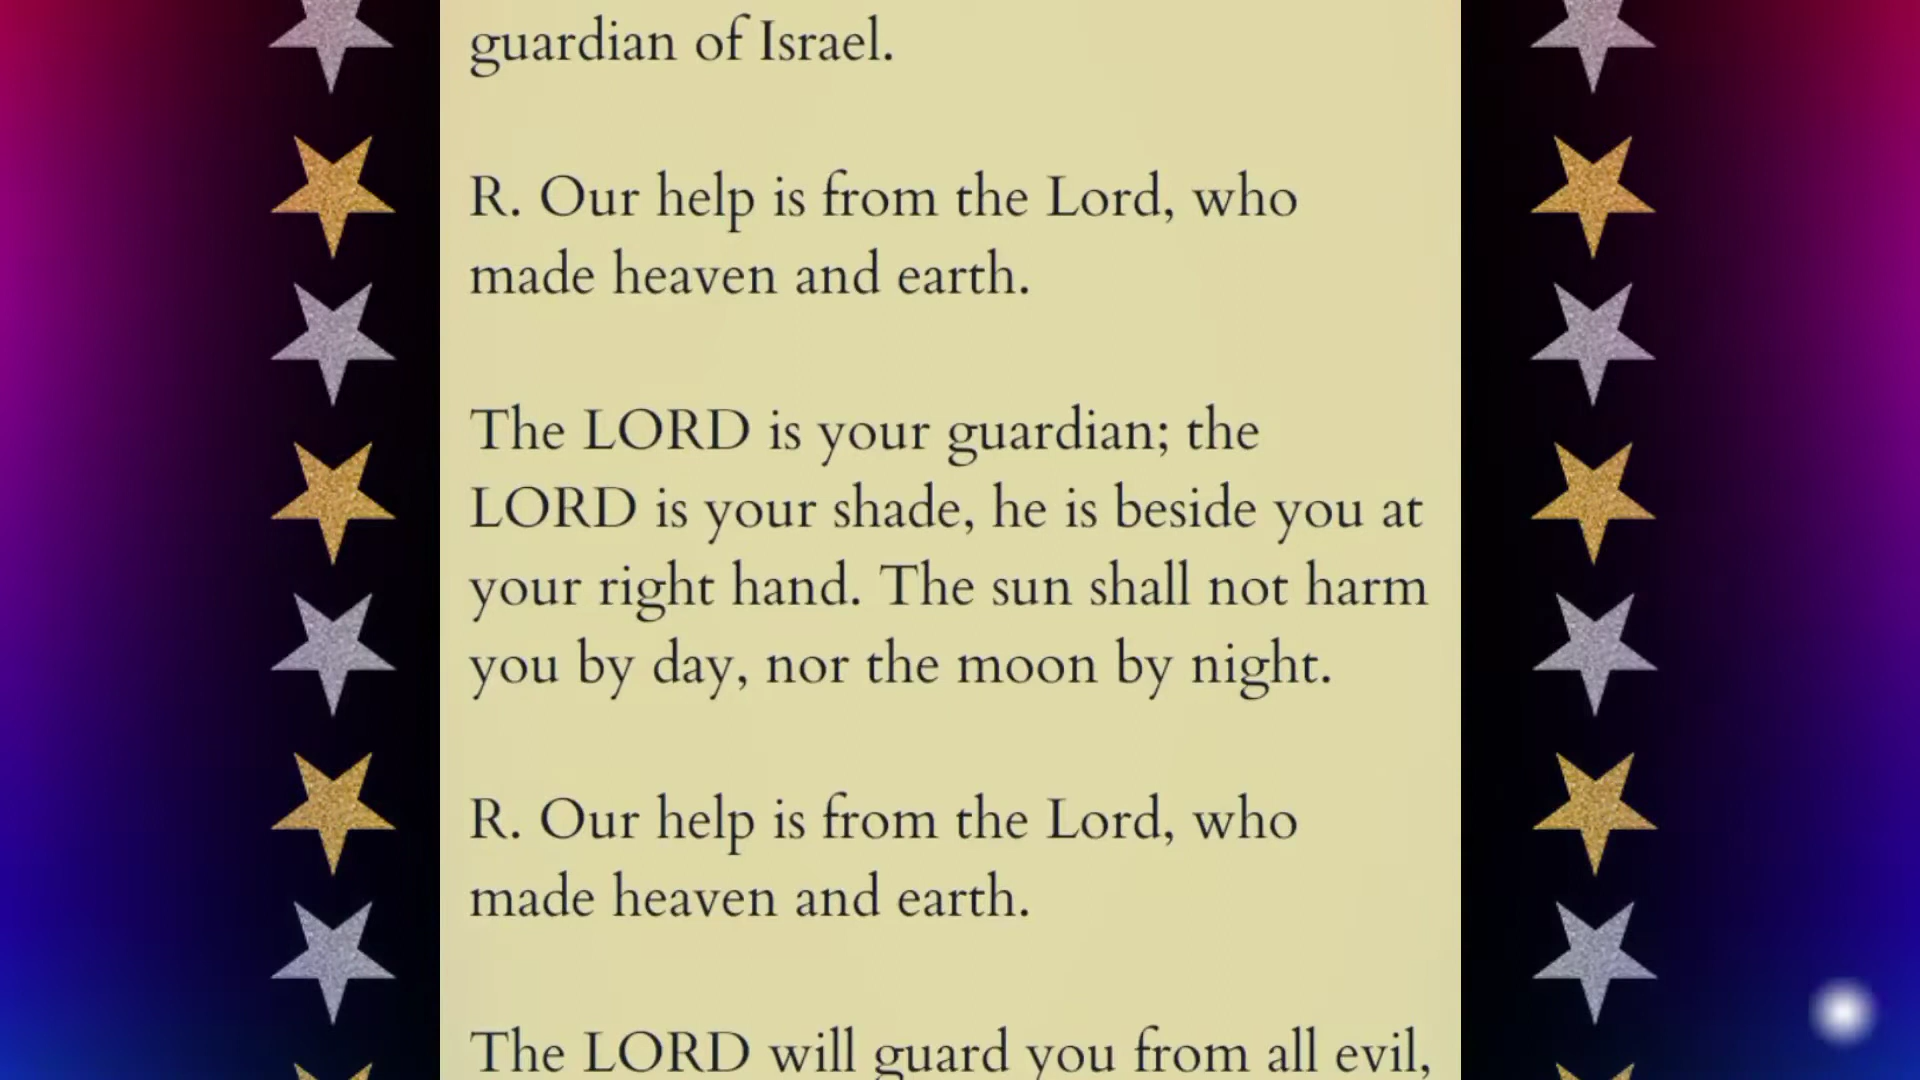 guardian of Israel.
R. Our help is from the Lord, who
made heaven and earth.
The LORD is your guardian; the
LORD is your shade, he is beside you at
your right hand. The sun shall not harm
you by day, nor the moon by night.
R. Our help is from the Lord, who
made heaven and earth.
The LORD will guard you from all evil,